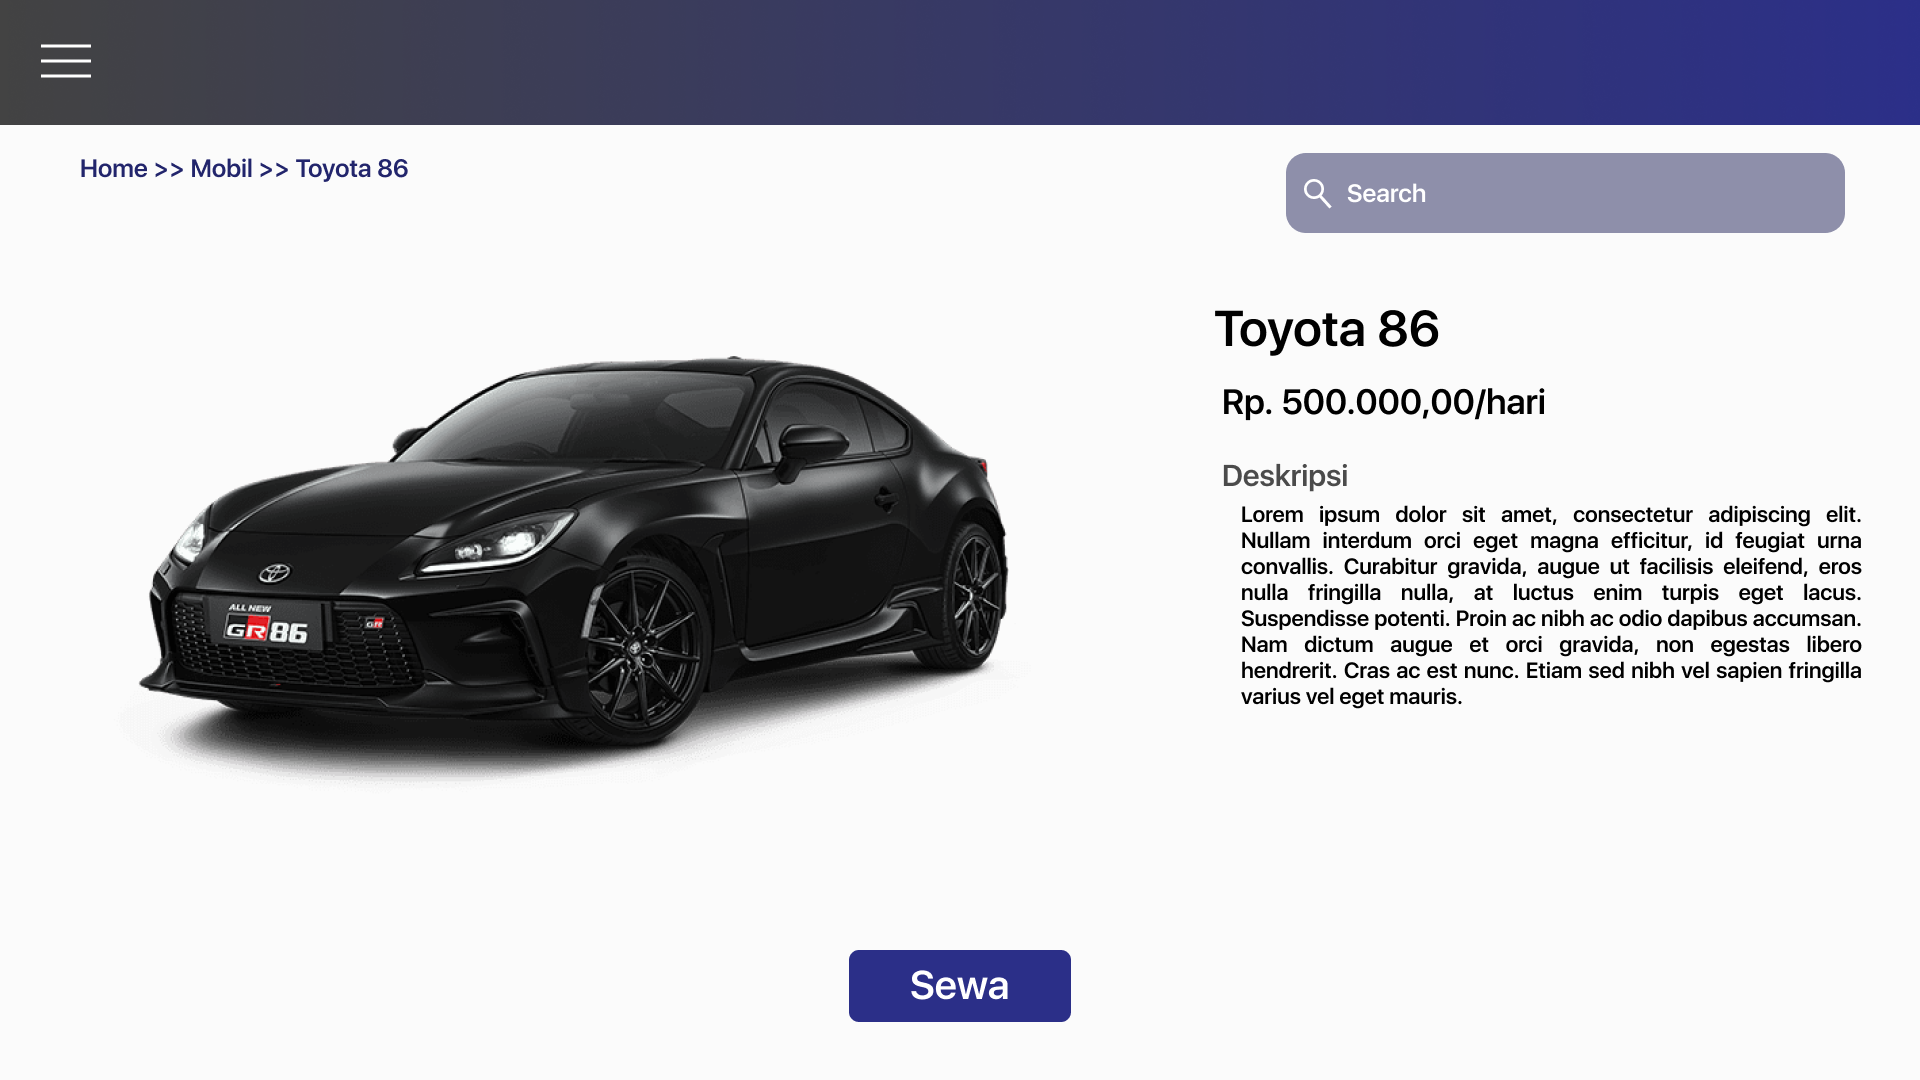 Home >> Mobil >> Toyota 86
Search
Toyota 86
Rp. 500.000,00/hari
Deskripsi
Lorem ipsum dolor sit amet, consectetur adipiscing elit.
Nullam interdum orci eget magna efficitur, id feugiat urna
convallis. Curabitur gravida, augue ut facilisis eleifend, eros
nulla fringilla nulla, at luctus enim turpis eget lacus.
Suspendisse potenti. Proin ac nibh ac odio dapibus accumsan.
Nam dictum augue et orci gravida, non egestas libero
hendrerit. Cras ac est nunc. Etiam sed nibh vel sapien fringilla
varius vel eget mauris.
ALL NEW
GR86
GR
Sewa